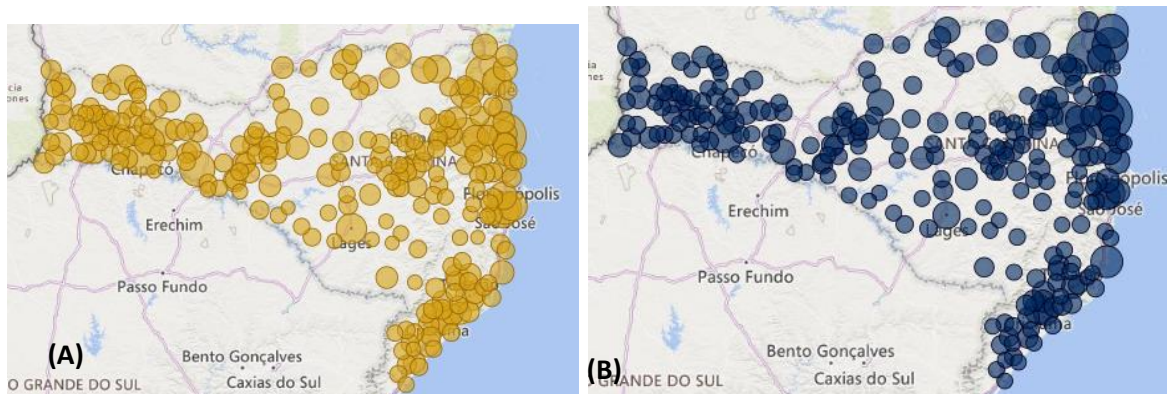 Chapecó
SANTA CATARINA
Florianópolis
São José
Erechim
Lages
Passo Fundo
(A)
Bento Gonçalves
O GRANDE DO SUL
Caxias do Sul
Chapecó
SANTA CATARINA
Florianópolis
São José
Erechim
Lages
Passo Fundo
Bento Gonçalves
(B)
GRANDE DO SUL
Caxias do Sul